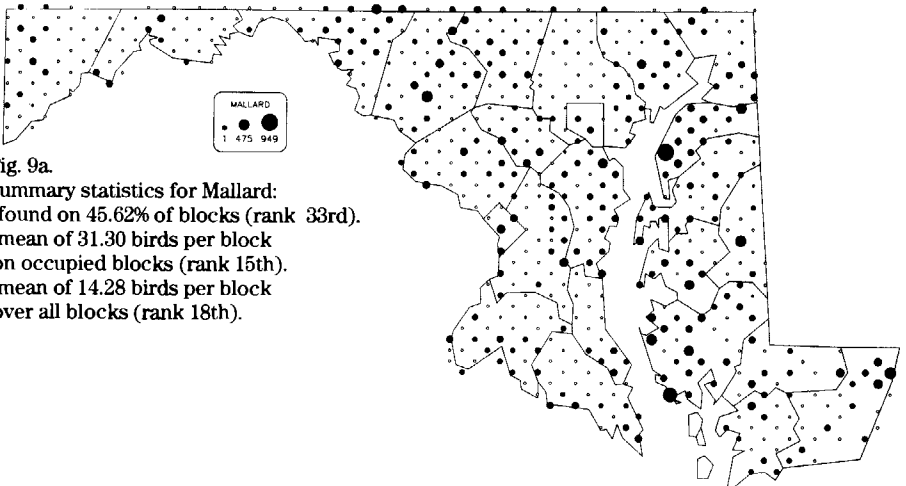 MALLARD
1 475 949
ig. 9a.
ummary statistics for Mallard:
found on 45.62% of blocks (rank 33rd).
mean of 31.30 birds per block
on occupied blocks (rank 15th).
mean of 14.28 birds per block
over all blocks (rank 18th).